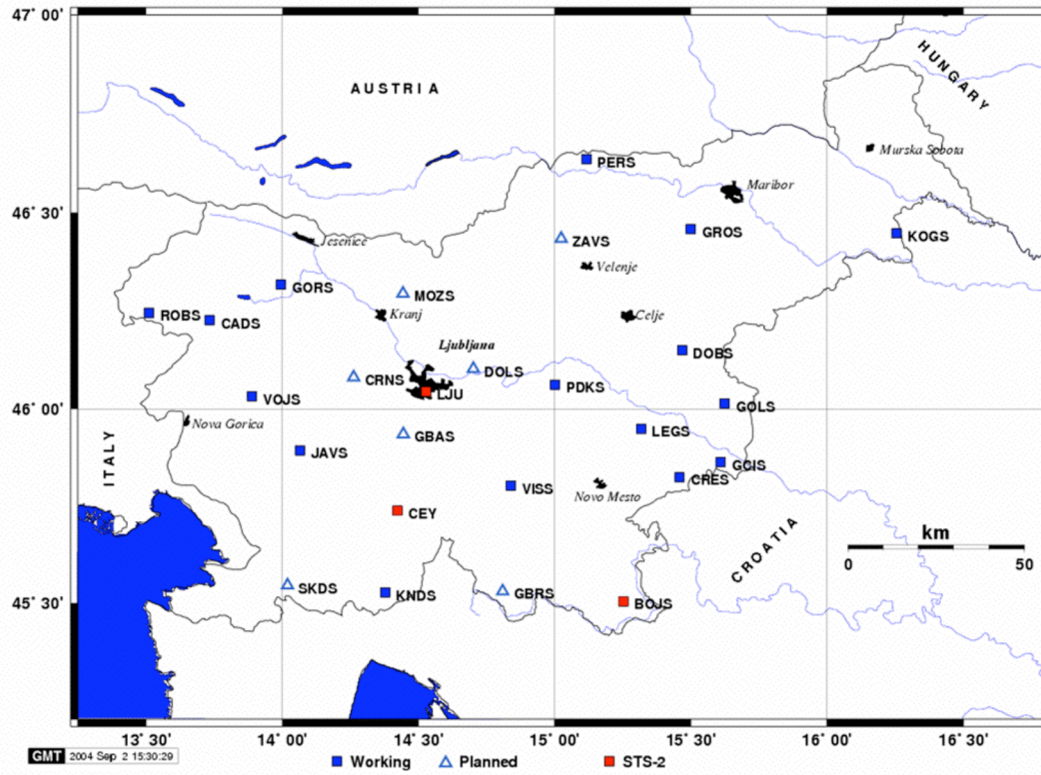 47° 00'
HUNGARY
AUSTRIA
Murska Sobota
PERS
Maribor
46° 30'
GROS
KOGS
ZAVS
Jesenice
Velenje
GORS
MOZS
ROBS
CADS
Kranj
Celje
Ljubljana
DOBS
CRNS
DOLS
PDKS
LJU
VOJS
GOLS
46° 00'
Nova Gorica
GBAS
LEGS
ITALY
JAVS
GCIS
CRES
VISS
Novo Mesto
CEY
CROATIA
km
0 50
SKDS
KNDS
GBRS
BOJS
45° 30'
13° 30' 14° 00' 14° 30' 15° 00' 15° 30' 16° 00' 16° 30'
GMT 2004 Sep 2 15:30:29
Working Planned STS-2